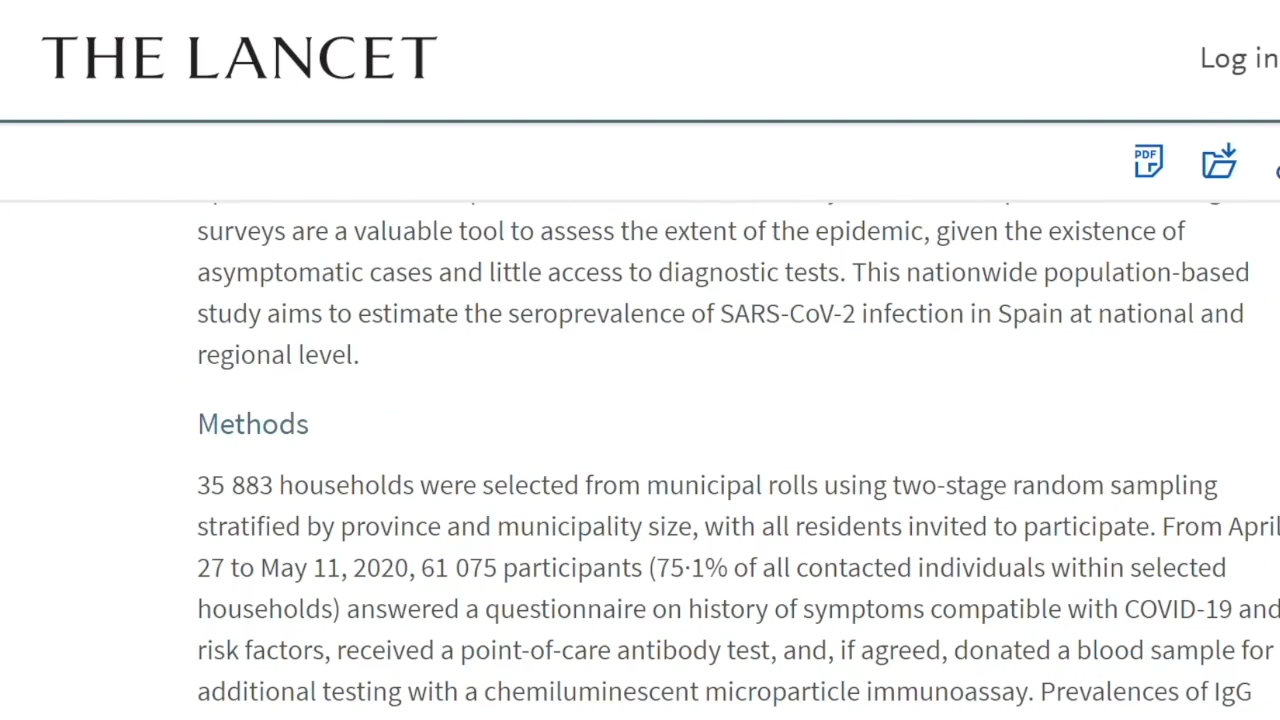 THE LANCET
Log in
PDF
surveys are a valuable tool to assess the extent of the epidemic, given the existence of
asymptomatic cases and little access to diagnostic tests. This nationwide population-based
study aims to estimate the seroprevalence of SARS-CoV-2 infection in Spain at national and
regional level.
Methods
35 883 households were selected from municipal rolls using two-stage random sampling
stratified by province and municipality size, with all residents invited to participate. From April
27 to May 11, 2020, 61 075 participants (75·1% of all contacted individuals within selected
households) answered a questionnaire on history of symptoms compatible with COVID-19 and
risk factors, received a point-of-care antibody test, and, if agreed, donated a blood sample for
additional testing with a chemiluminescent microparticle immunoassay. Prevalences of IgG